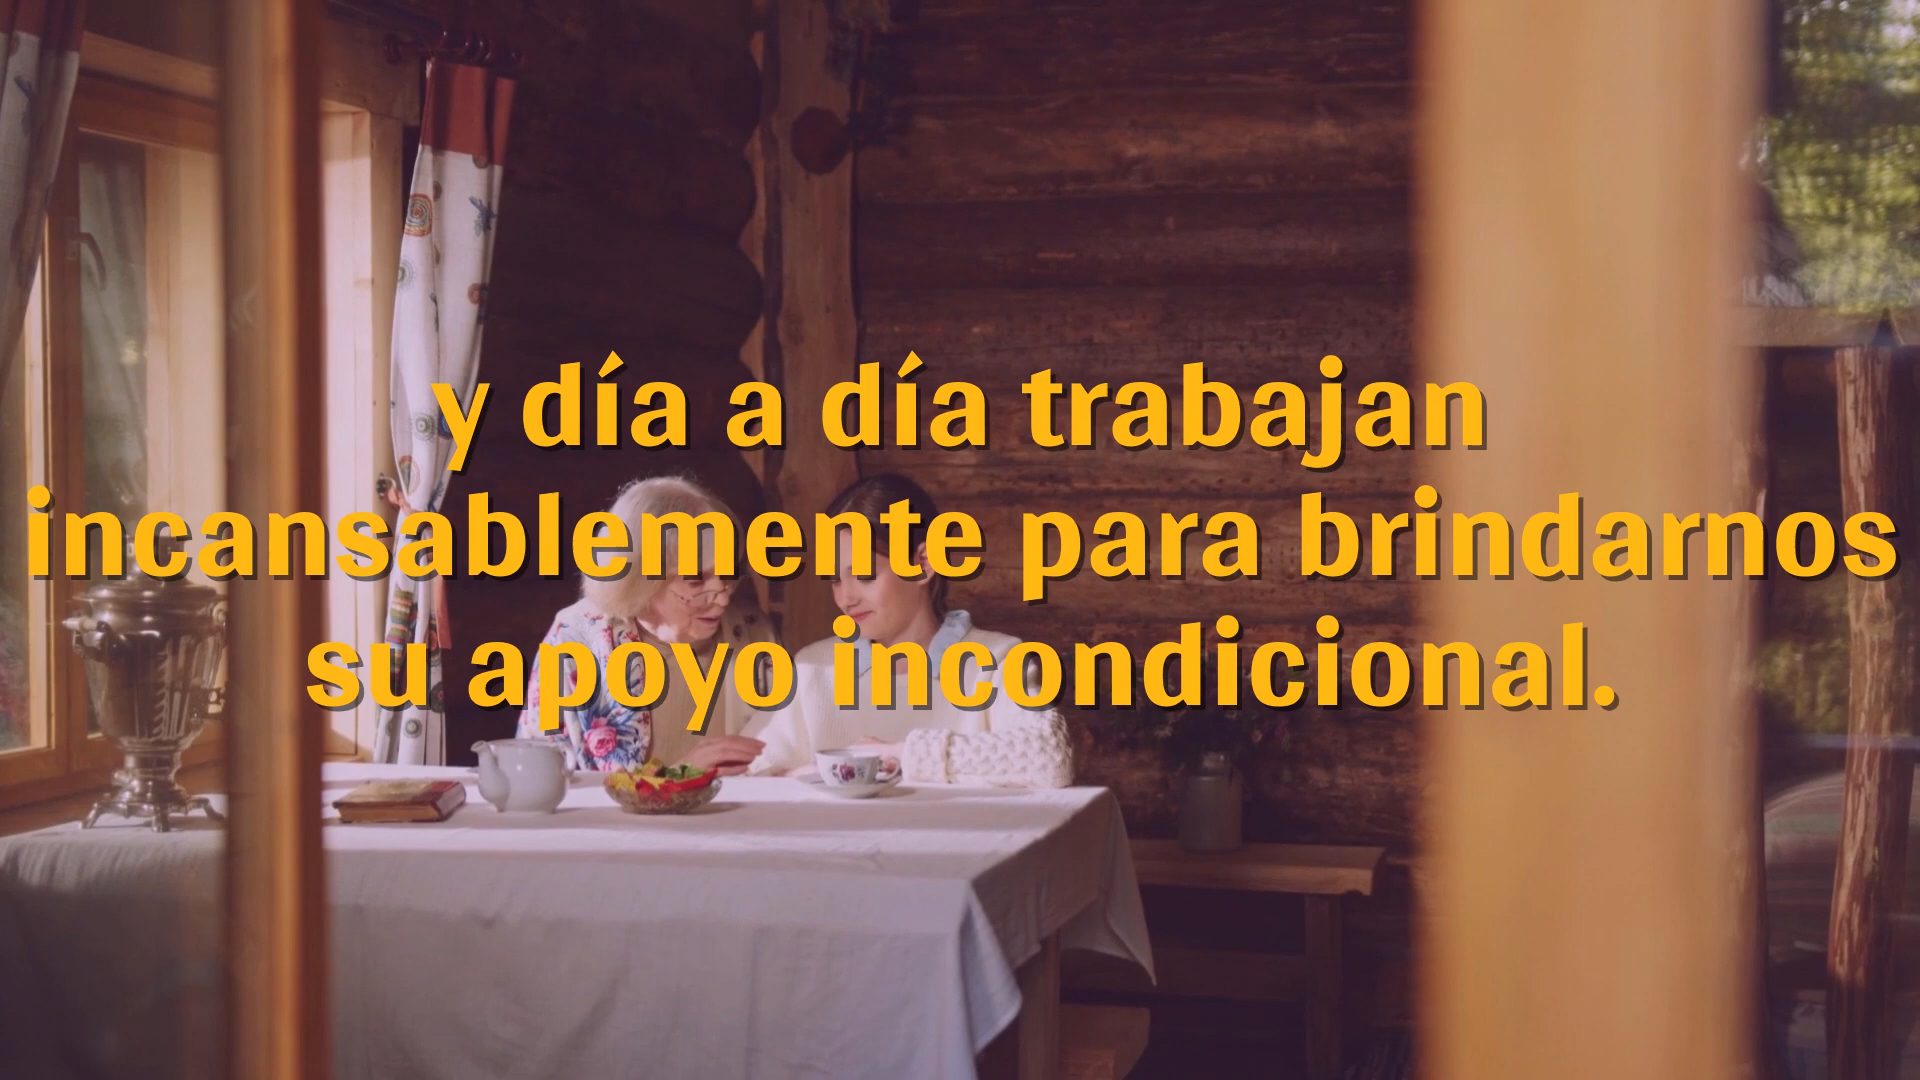 y día a día trabajan
incansablemente para brindarnos
su apoyo incondicional.